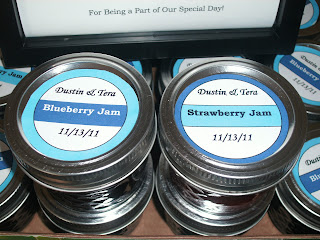 For Being a Part of Our Special Day!
Dustin & Tera
Blueberry Jam
11/13/11
Dustin & Tera
Strawberry Jam
11/13/11